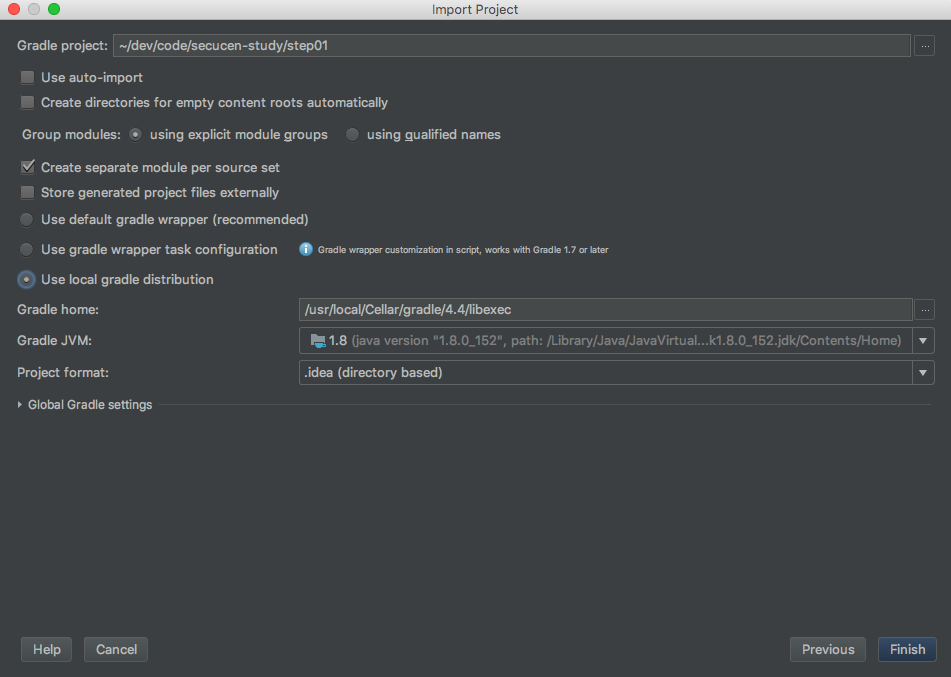 Import Project
Gradle project: ~/dev/code/secucen-study/step01 ...
Use auto-import
Create directories for empty content roots automatically
Group modules: using explicit module groups using qualified names
Create separate module per source set
Store generated project files externally
Use default gradle wrapper (recommended)
Use gradle wrapper task configuration Gradle wrapper customization in script, works with Gradle 1.7 or later
Use local gradle distribution
Gradle home: /usr/local/Cellar/gradle/4.4/libexec ...
Gradle JVM: 1.8 (java version "1.8.0_152", path: /Library/Java/JavaVirtual...k1.8.0_152.jdk/Contents/Home)
Project format: .idea (directory based)
Global Gradle settings
Help Cancel Previous Finish